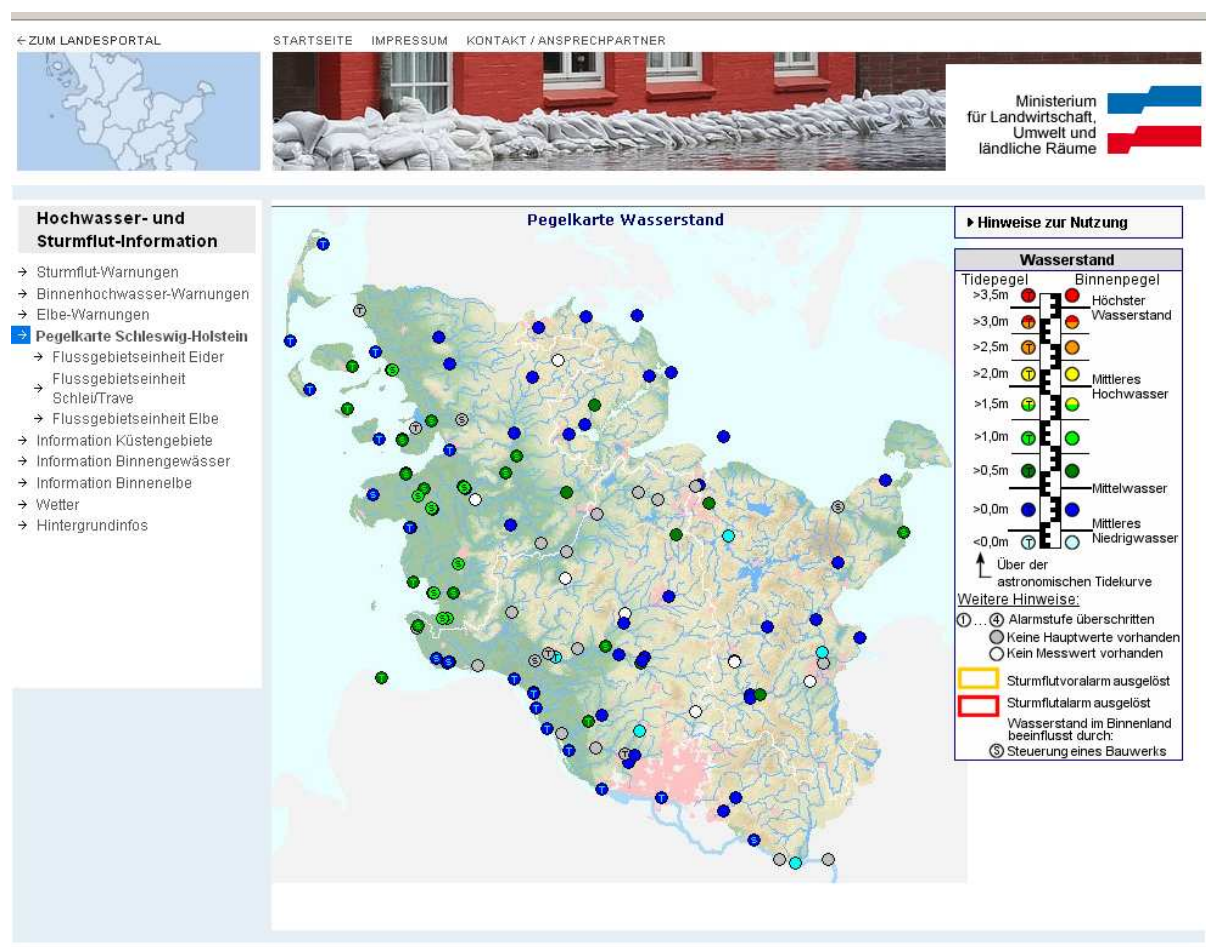 ←ZUM LANDESPORTAL
STARTSEITE IMPRESSUM KONTAKT / ANSPRECHPARTNER
Ministerium
für Landwirtschaft,
Umwelt und
ländliche Räume
Hochwasser- und
Sturmflut-Information
→ Sturmflut-Warnungen
→ Binnenhochwasser-Warnungen
→ Elbe-Warnungen
→ Pegelkarte Schleswig-Holstein
→ Flussgebietseinheit Eider
→ Flussgebietseinheit
Schlei/Trave
→ Flussgebietseinheit Elbe
→ Information Küstengebiete
→ Information Binnengewässer
→ Information Binnenelbe
→ Wetter
→ Hintergrundinfos
Pegelkarte Wasserstand
Hinweise zur Nutzung
Wasserstand
Tidepegel Binnenpegel
>3,5m T Höchster
Wasserstand
>3,0m T
>2,5m T
>2,0m T Mittleres
Hochwasser
>1,5m T
>1,0m T
>0,5m T
Mittelwasser
>0,0m T
Mittleres
<0,0m T Niedrigwasser
Über der
astronomischen Tidekurve
Weitere Hinweise:
①...④ Alarmstufe überschritten
Keine Hauptwerte vorhanden
Kein Messwert vorhanden
Sturmflutvoralarm ausgelöst
Sturmflutalarm ausgelöst
Wasserstand im Binnenland
beeinflusst durch:
Ⓢ Steuerung eines Bauwerks